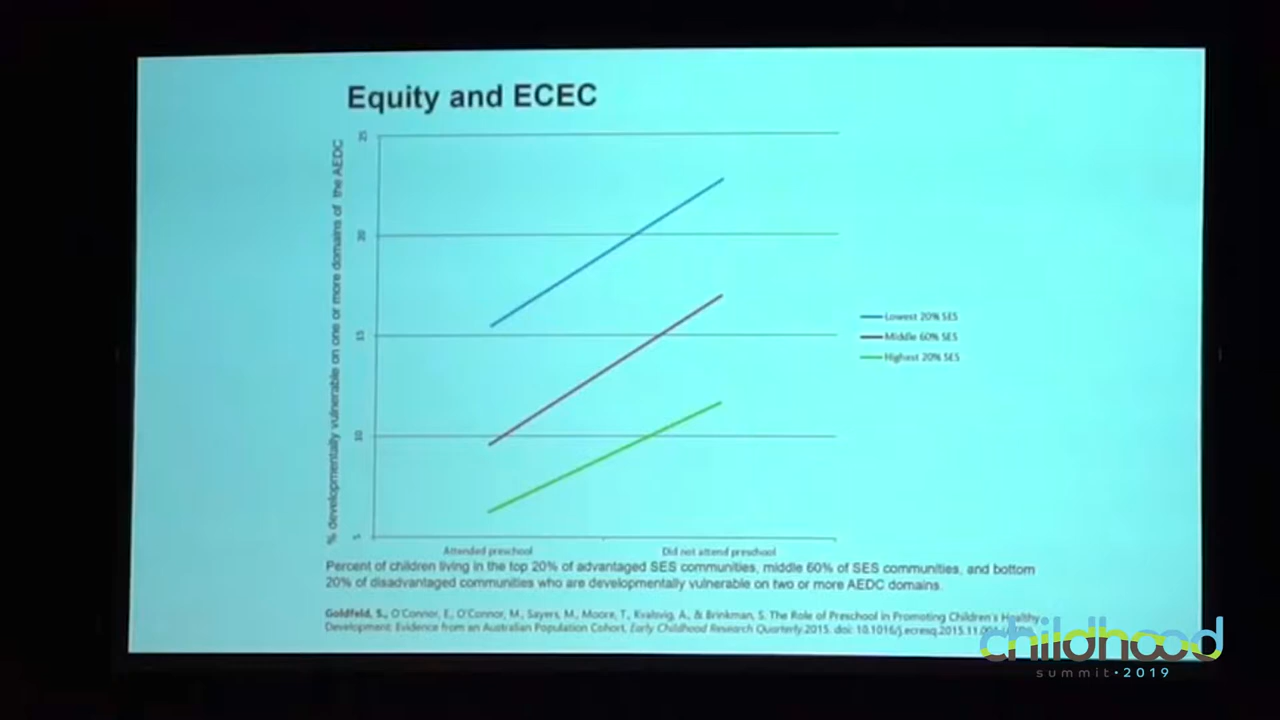 Equity and ECEC
% developmentally vulnerable on one or more domains of the AEDC
25
20
15
10
5
Attended preschool
Did not attend preschool
Lowest 20% SES
Middle 60% SES
Highest 20% SES
Percent of children living in the top 20% of advantaged SES communities, middle 60% of SES communities, and bottom
20% of disadvantaged communities who are developmentally vulnerable on two or more AEDC domains.
Goldfeld, S., O'Connor, E., O'Connor, M., Sayers, M., Moore, T., Kvalsvig, A., & Brinkman, S. The Role of Preschool in Promoting Children's Healthy
Development: Evidence from an Australian Population Cohort, Early Childhood Research Quarterly 2015. doi:
childhood
summit • 2019